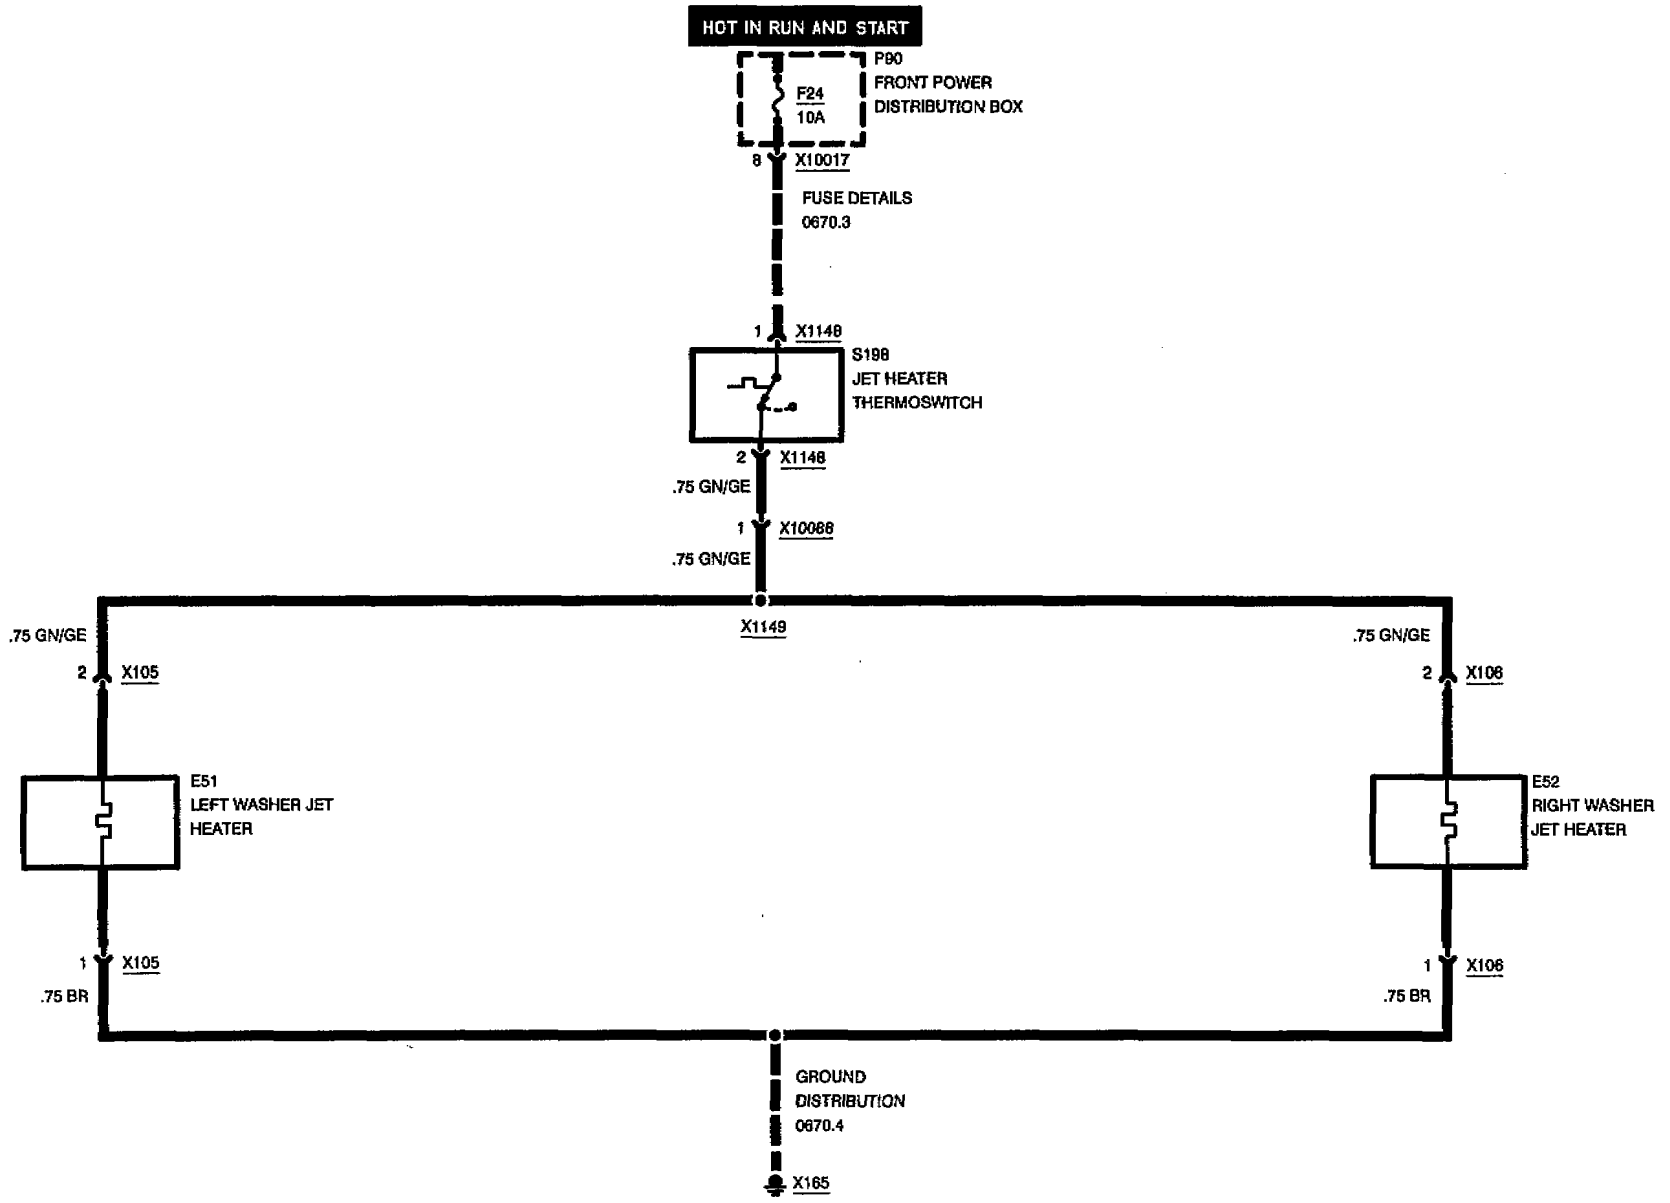 HOT IN RUN AND START
P90
FRONT POWER
DISTRIBUTION BOX
F24
10A
8 X10017
FUSE DETAILS
0670.3
1 X1148
S198
JET HEATER
THERMOSWITCH
2 X1148
.75 GN/GE
1 X10088
.75 GN/GE
X1149
.75 GN/GE
.75 GN/GE
2 X105
2 X106
E51
LEFT WASHER JET
HEATER
E52
RIGHT WASHER
JET HEATER
1 X105
1 X106
.75 BR
.75 BR
GROUND
DISTRIBUTION
0670.4
X165